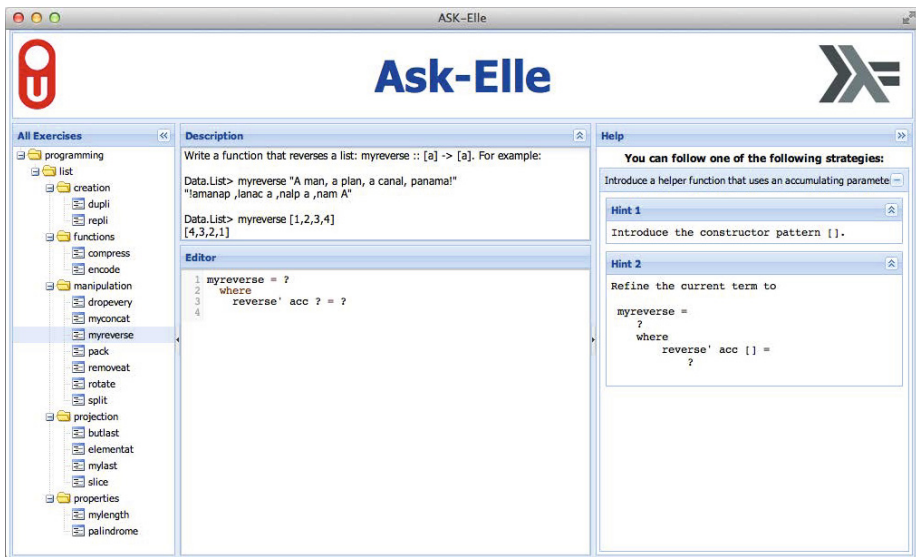 ASK-Elle
Ask-Elle
All Exercises
programming
list
creation
dupli
repli
functions
compress
encode
manipulation
dropevery
myconcat
myreverse
pack
removeat
rotate
split
projection
butlast
elementat
mylast
slice
properties
mylength
palindrome
Description
Write a function that reverses a list: myreverse :: [a] -> [a]. For example:
Data.List> myreverse "A man, a plan, a canal, panama!"
"!amanap ,lanac a ,nalp a ,nam A"
Data.List> myreverse [1,2,3,4]
[4,3,2,1]
Editor
1 myreverse = ?
2 where
3 reverse' acc ? = ?
4
Help
You can follow one of the following strategies:
Introduce a helper function that uses an accumulating paramete
Hint 1
Introduce the constructor pattern [].
Hint 2
Refine the current term to
myreverse =
?
where
reverse' acc [] =
?